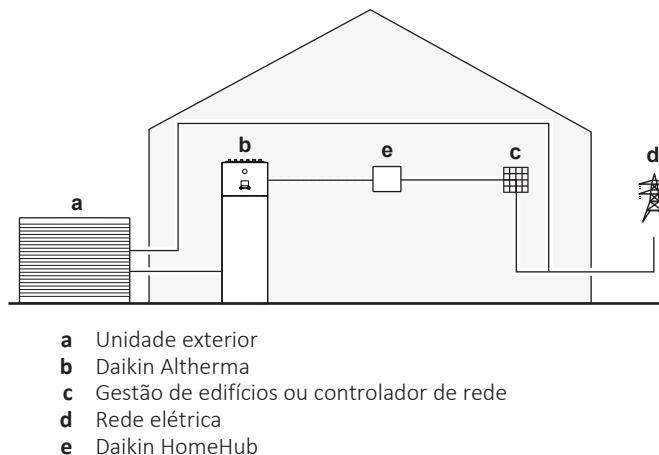 b
e
c
d
a
a Unidade exterior
b Daikin Altherma
c Gestão de edifícios ou controlador de rede
d Rede elétrica
e Daikin HomeHub